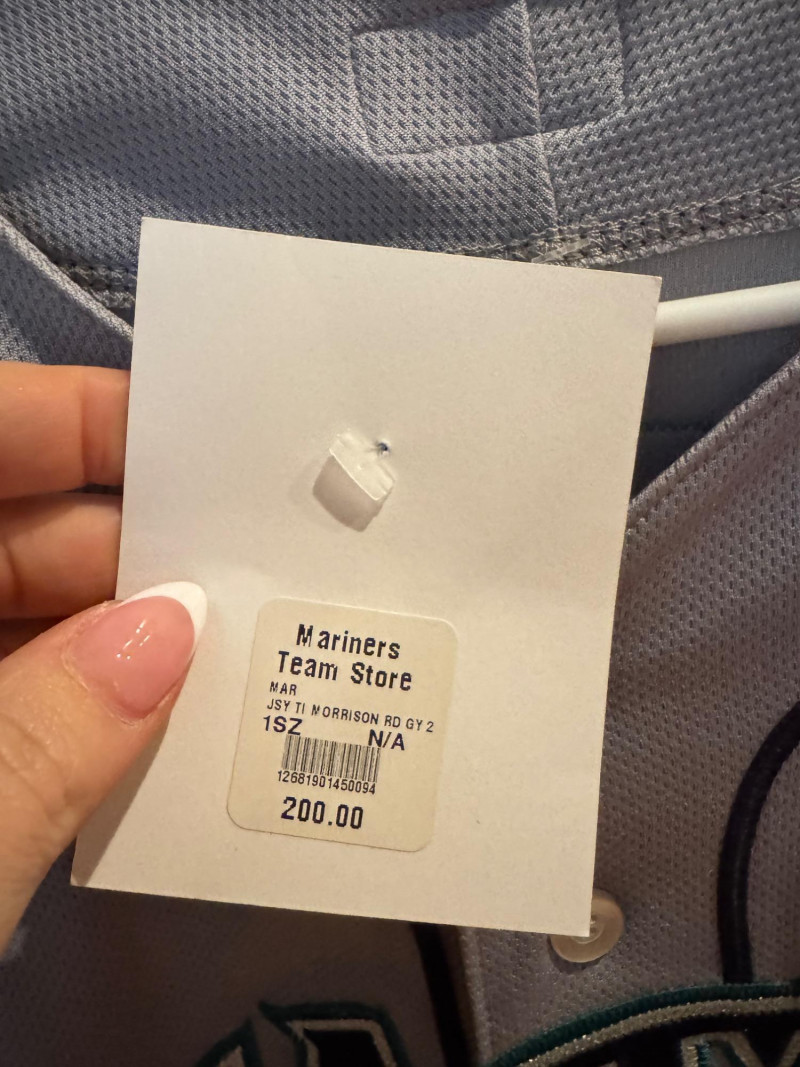 Mariners
Team Store
MAR
JSY TI MORRISON RD GY 2
1SZ N/A
12681901450094
200.00